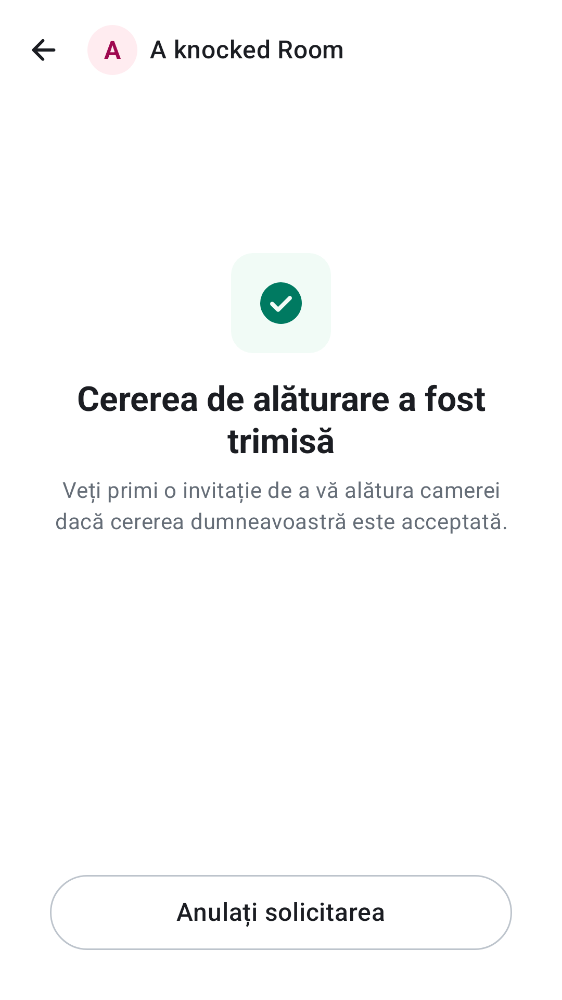 A
A knocked Room
Cererea de alăturare a fost
trimisă
Veți primi o invitație de a vă alătura camerei
dacă cererea dumneavoastră este acceptată.
Anulați solicitarea